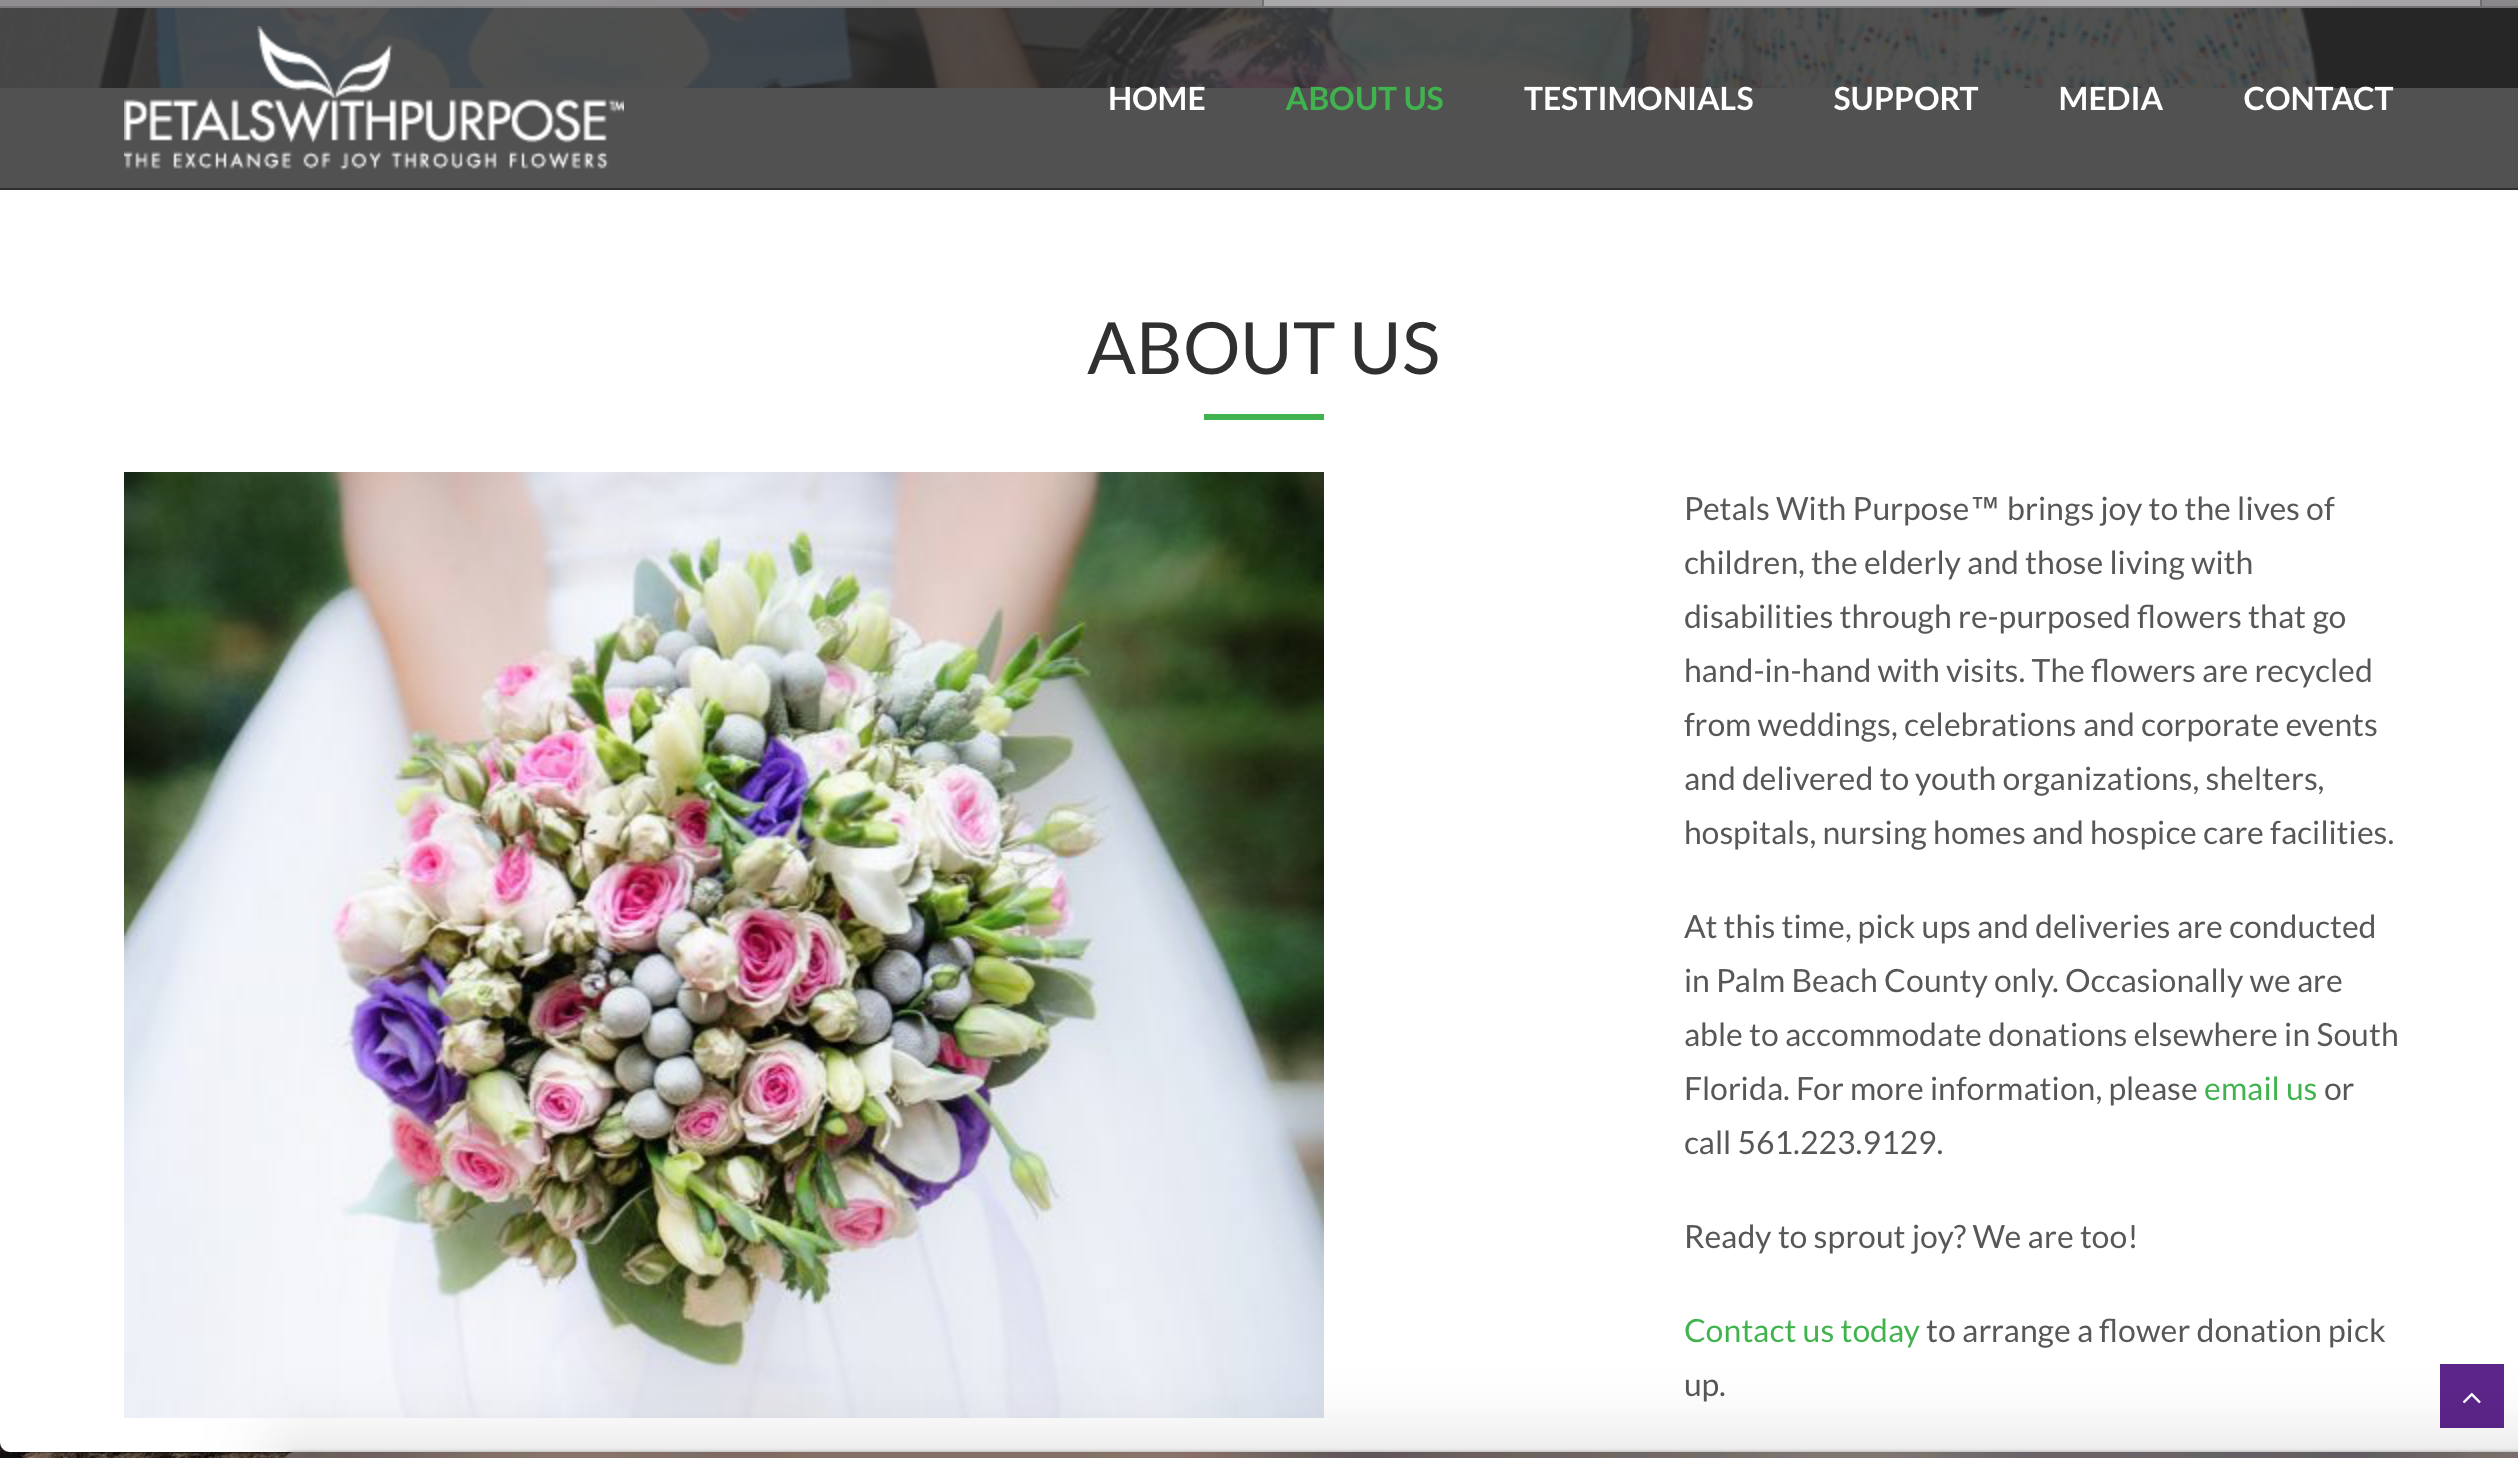 PETALSWITHPURPOSE™
THE EXCHANGE OF JOY THROUGH FLOWERS
HOME ABOUT US TESTIMONIALS SUPPORT MEDIA CONTACT
ABOUT US
Petals With Purpose™ brings joy to the lives of
children, the elderly and those living with
disabilities through re-purposed flowers that go
hand-in-hand with visits. The flowers are recycled
from weddings, celebrations and corporate events
and delivered to youth organizations, shelters,
hospitals, nursing homes and hospice care facilities.
At this time, pick ups and deliveries are conducted
in Palm Beach County only. Occasionally we are
able to accommodate donations elsewhere in South
Florida. For more information, please email us or
call 561.223.9129.
Ready to sprout joy? We are too!
Contact us today to arrange a flower donation pick
up.